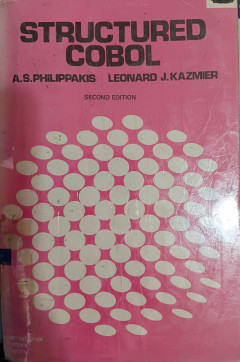 STRUCTURED
COBOL
A.S.PHILIPPAKIS LEONARD J.KAZMIER
SECOND EDITION